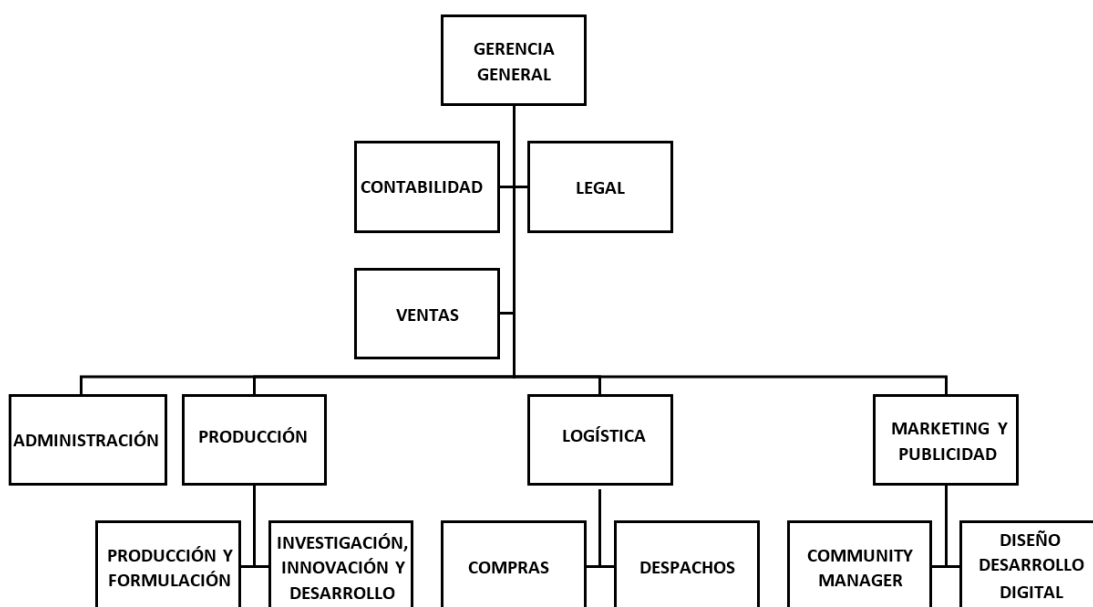 GERENCIA
GENERAL
CONTABILIDAD
LEGAL
VENTAS
ADMINISTRACIÓN
PRODUCCIÓN
LOGÍSTICA
MARKETING Y
PUBLICIDAD
PRODUCCIÓN Y
FORMULACIÓN
INVESTIGACIÓN,
INNOVACIÓN Y
DESARROLLO
COMPRAS
DESPACHOS
COMMUNITY
MANAGER
DISEÑO
DESARROLLO
DIGITAL